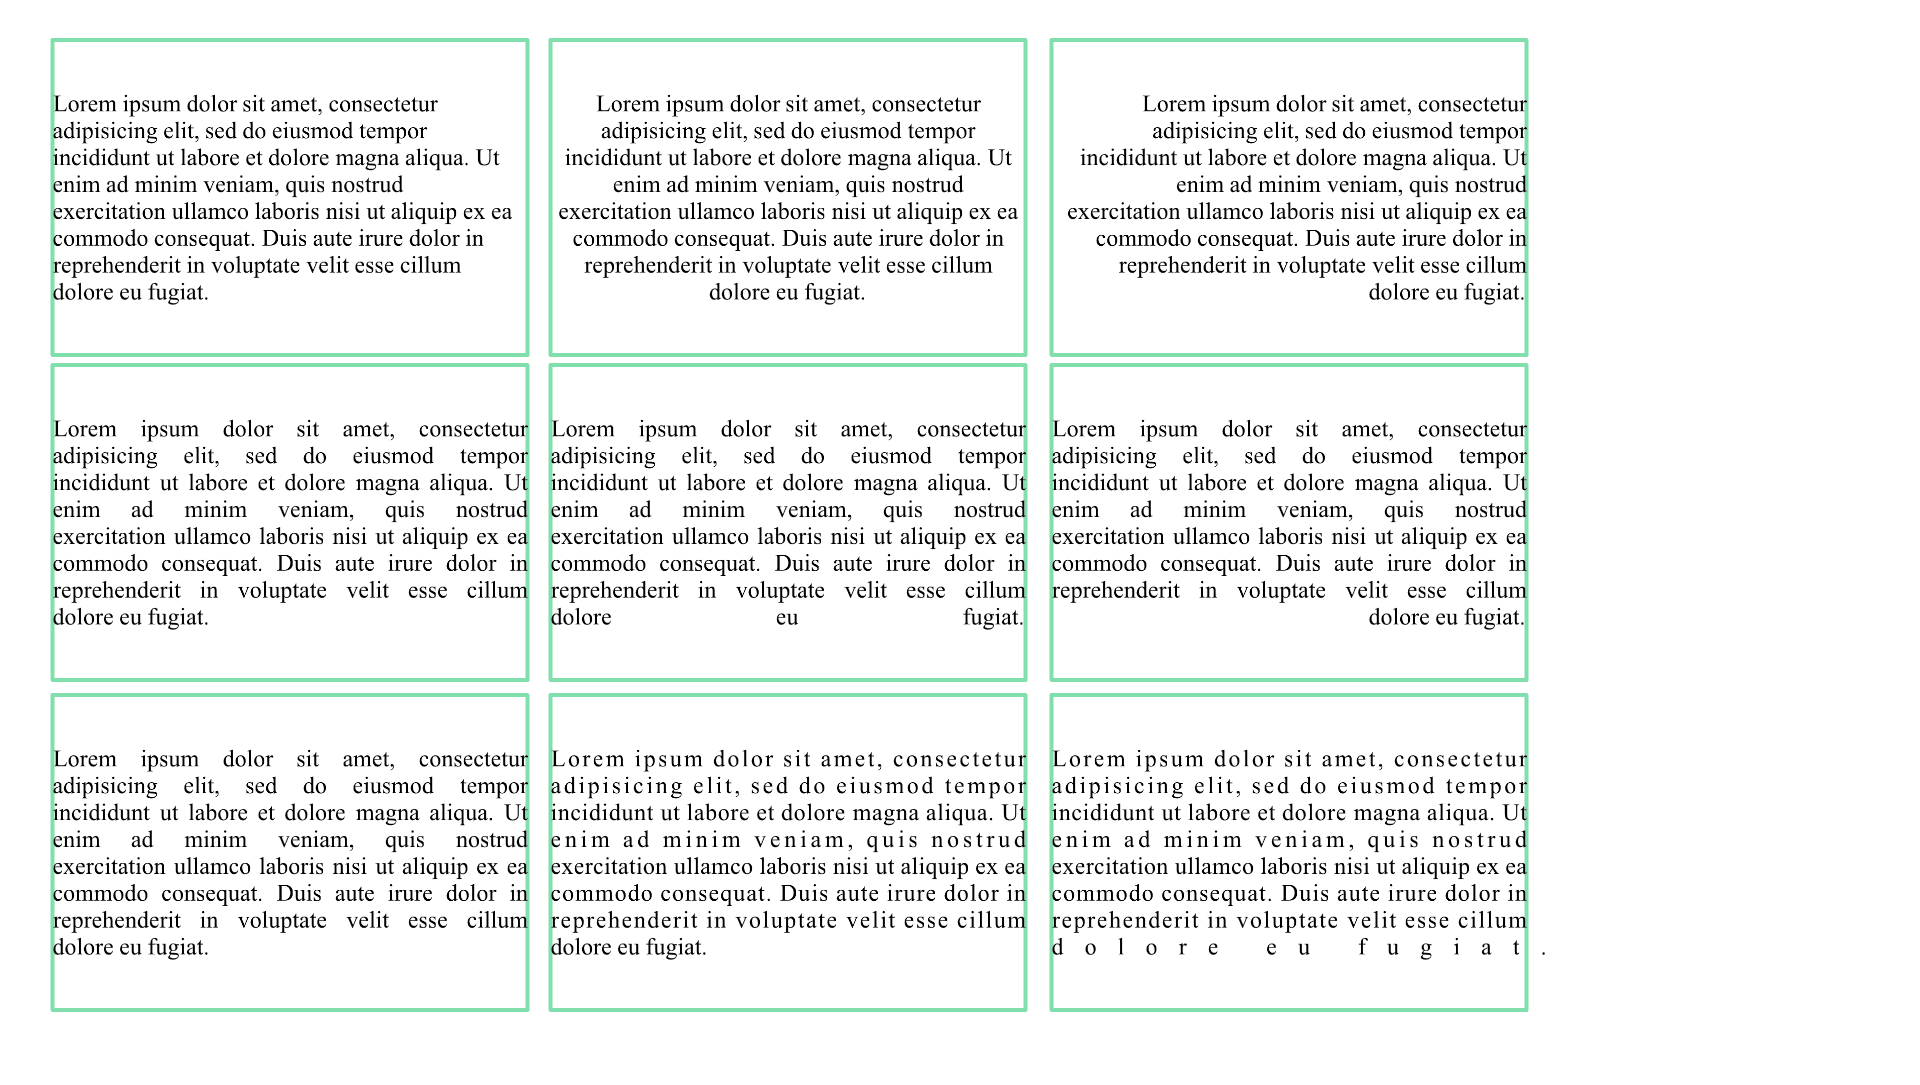 Lorem ipsum dolor sit amet, consectetur
adipisicing elit, sed do eiusmod tempor
incididunt ut labore et dolore magna aliqua. Ut
enim ad minim veniam, quis nostrud
exercitation ullamco laboris nisi ut aliquip ex ea
commodo consequat. Duis aute irure dolor in
reprehenderit in voluptate velit esse cillum
dolore eu fugiat.
Lorem ipsum dolor sit amet, consectetur
adipisicing elit, sed do eiusmod tempor
incididunt ut labore et dolore magna aliqua. Ut
enim ad minim veniam, quis nostrud
exercitation ullamco laboris nisi ut aliquip ex ea
commodo consequat. Duis aute irure dolor in
reprehenderit in voluptate velit esse cillum
dolore eu fugiat.
Lorem ipsum dolor sit amet, consectetur
adipisicing elit, sed do eiusmod tempor
incididunt ut labore et dolore magna aliqua. Ut
enim ad minim veniam, quis nostrud
exercitation ullamco laboris nisi ut aliquip ex ea
commodo consequat. Duis aute irure dolor in
reprehenderit in voluptate velit esse cillum
dolore eu fugiat.
Lorem ipsum dolor sit amet, consectetur
adipisicing elit, sed do eiusmod tempor
incididunt ut labore et dolore magna aliqua. Ut
enim ad minim veniam, quis nostrud
exercitation ullamco laboris nisi ut aliquip ex ea
commodo consequat. Duis aute irure dolor in
reprehenderit in voluptate velit esse cillum
dolore eu fugiat.
Lorem ipsum dolor sit amet, consectetur
adipisicing elit, sed do eiusmod tempor
incididunt ut labore et dolore magna aliqua. Ut
enim ad minim veniam, quis nostrud
exercitation ullamco laboris nisi ut aliquip ex ea
commodo consequat. Duis aute irure dolor in
reprehenderit in voluptate velit esse cillum
dolore eu fugiat.
Lorem ipsum dolor sit amet, consectetur
adipisicing elit, sed do eiusmod tempor
incididunt ut labore et dolore magna aliqua. Ut
enim ad minim veniam, quis nostrud
exercitation ullamco laboris nisi ut aliquip ex ea
commodo consequat. Duis aute irure dolor in
reprehenderit in voluptate velit esse cillum
dolore eu fugiat.
Lorem ipsum dolor sit amet, consectetur
adipisicing elit, sed do eiusmod tempor
incididunt ut labore et dolore magna aliqua. Ut
enim ad minim veniam, quis nostrud
exercitation ullamco laboris nisi ut aliquip ex ea
commodo consequat. Duis aute irure dolor in
reprehenderit in voluptate velit esse cillum
dolore eu fugiat.
Lorem ipsum dolor sit amet, consectetur
adipisicing elit, sed do eiusmod tempor
incididunt ut labore et dolore magna aliqua. Ut
enim ad minim veniam, quis nostrud
exercitation ullamco laboris nisi ut aliquip ex ea
commodo consequat. Duis aute irure dolor in
reprehenderit in voluptate velit esse cillum
dolore eu fugiat.
Lorem ipsum dolor sit amet, consectetur
adipisicing elit, sed do eiusmod tempor
incididunt ut labore et dolore magna aliqua. Ut
enim ad minim veniam, quis nostrud
exercitation ullamco laboris nisi ut aliquip ex ea
commodo consequat. Duis aute irure dolor in
reprehenderit in voluptate velit esse cillum
dolore eu fugiat.